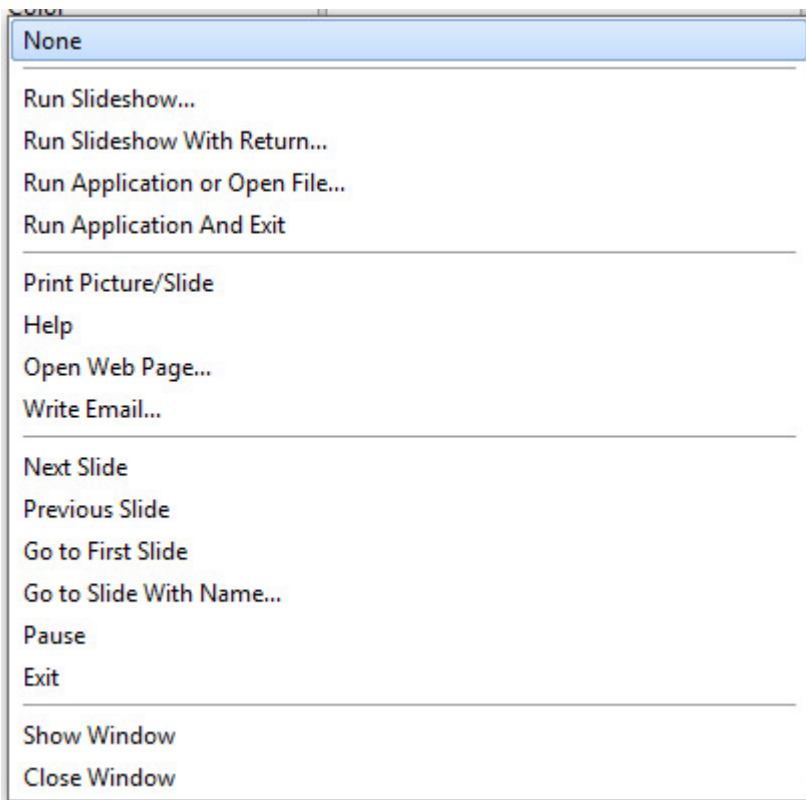 Color
None
Run Slideshow...
Run Slideshow With Return...
Run Application or Open File...
Run Application And Exit
Print Picture/Slide
Help
Open Web Page...
Write Email...
Next Slide
Previous Slide
Go to First Slide
Go to Slide With Name...
Pause
Exit
Show Window
Close Window